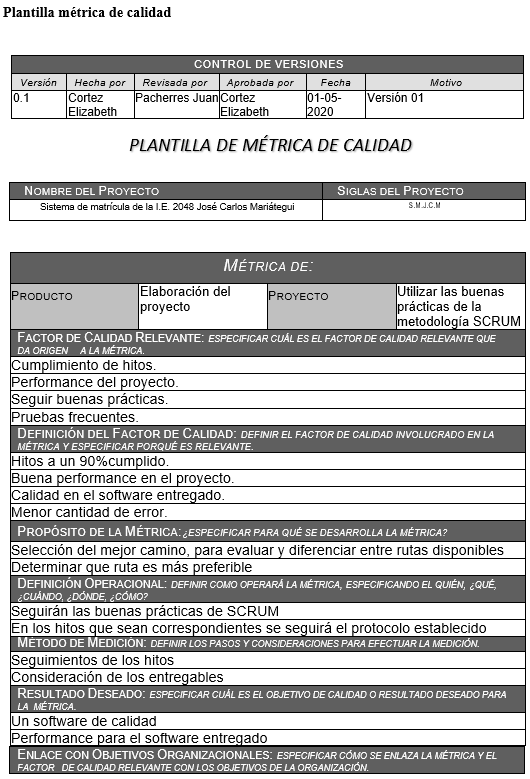 Plantilla métrica de calidad
CONTROL DE VERSIONES
Versión Hecha por Revisada por Aprobada por Fecha Motivo
0.1 Cortez Pacherres Juan Cortez 01-05- Versión 01
Elizabeth Elizabeth 2020
PLANTILLA DE MÉTRICA DE CALIDAD
NOMBRE DEL PROYECTO SIGLAS DEL PROYECTO
Sistema de matrícula de la I.E. 2048 José Carlos Mariátegui S.M.J.C.M
MÉTRICA DE:
PRODUCTO Elaboración del PROYECTO Utilizar las buenas
proyecto prácticas de la
metodología SCRUM
FACTOR DE CALIDAD RELEVANTE: ESPECIFICAR CUÁL ES EL FACTOR DE CALIDAD RELEVANTE QUE
DA ORIGEN A LA MÉTRICA.
Cumplimiento de hitos.
Performance del proyecto.
Seguir buenas prácticas.
Pruebas frecuentes.
DEFINICIÓN DEL FACTOR DE CALIDAD: DEFINIR EL FACTOR DE CALIDAD INVOLUCRADO EN LA
MÉTRICA Y ESPECIFICAR PORQUÉ ES RELEVANTE.
Hitos a un 90%cumplido.
Buena performance en el proyecto.
Calidad en el software entregado.
Menor cantidad de error.
PROPÓSITO DE LA MÉTRICA:¿ESPECIFICAR PARA QUÉ SE DESARROLLA LA MÉTRICA?
Selección del mejor camino, para evaluar y diferenciar entre rutas disponibles
Determinar que ruta es más preferible
DEFINICIÓN OPERACIONAL: DEFINIR COMO OPERARÁ LA MÉTRICA, ESPECIFICANDO EL QUIÉN, ¿QUÉ,
¿CUÁNDO, ¿DÓNDE, ¿CÓMO?
Seguirán las buenas prácticas de SCRUM
En los hitos que sean correspondientes se seguirá el protocolo establecido
MÉTODO DE MEDICIÓN: DEFINIR LOS PASOS Y CONSIDERACIONES PARA EFECTUAR LA MEDICIÓN.
Seguimientos de los hitos
Consideración de los entregables
RESULTADO DESEADO: ESPECIFICAR CUÁL ES EL OBJETIVO DE CALIDAD O RESULTADO DESEADO PARA
LA MÉTRICA.
Un software de calidad
Performance para el software entregado
ENLACE CON OBJETIVOS ORGANIZACIONALES: ESPECIFICAR CÓMO SE ENLAZA LA MÉTRICA Y EL
FACTOR DE CALIDAD RELEVANTE CON LOS OBJETIVOS DE LA ORGANIZACIÓN.